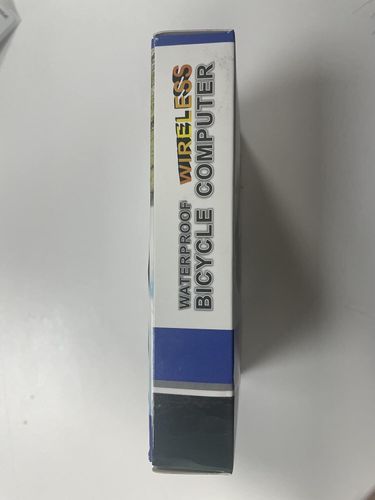 WATERPROOF WIRELESS
BICYCLE COMPUTER